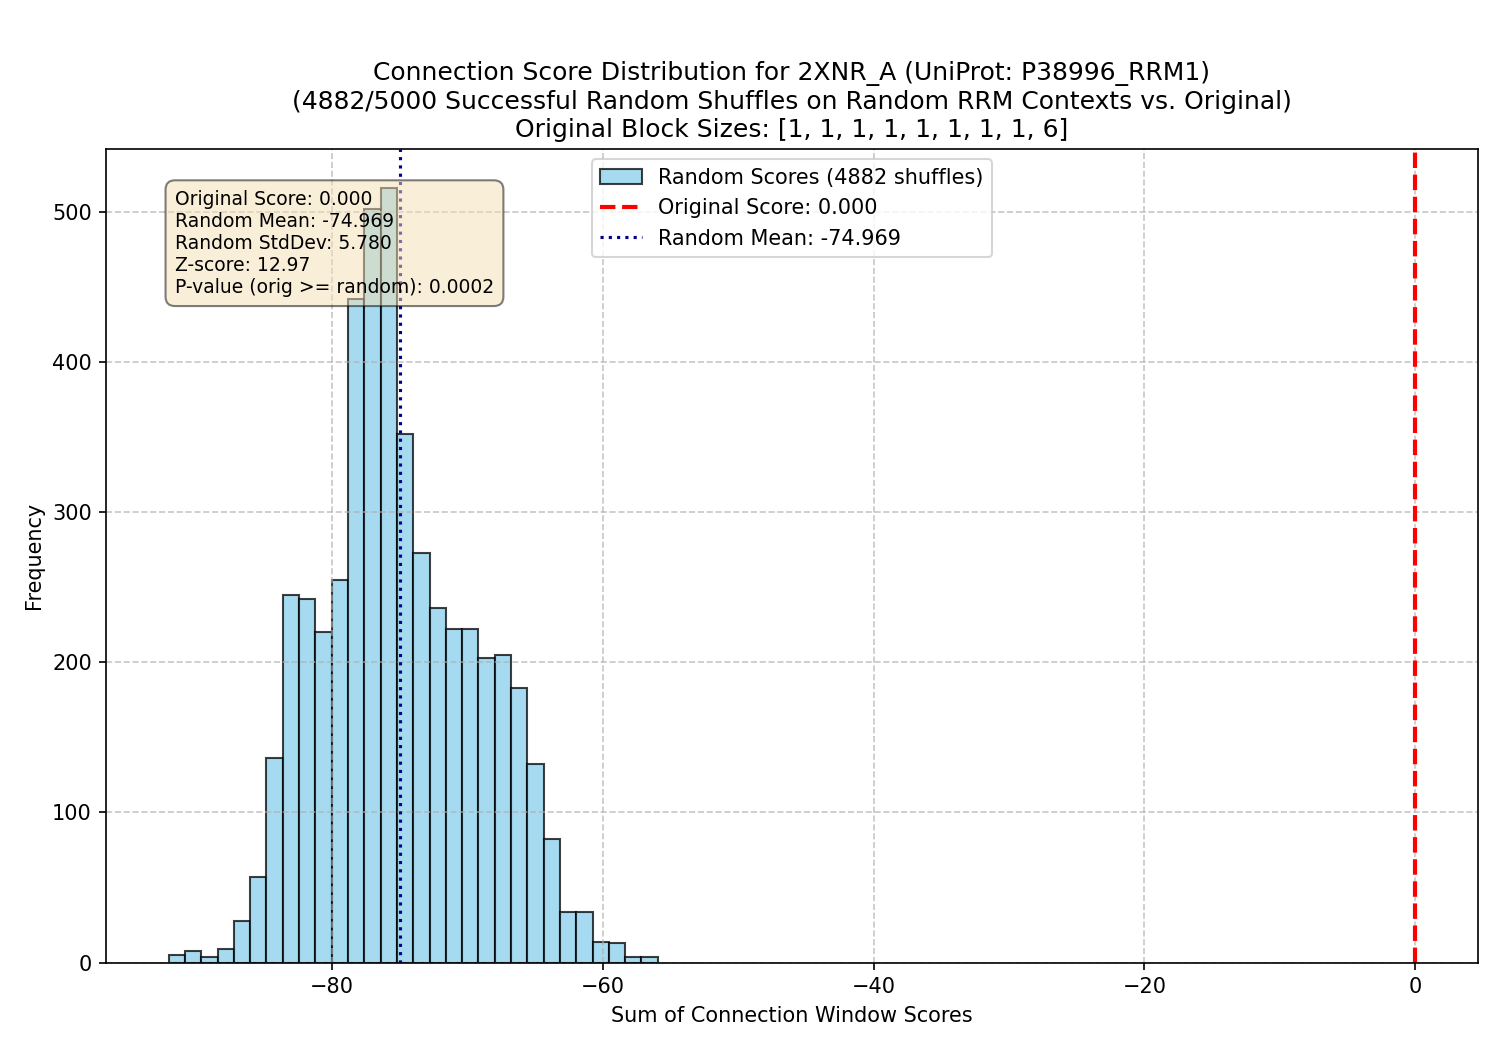 Connection Score Distribution for 2XNR_A (UniProt: P38996_RRM1)
(4882/5000 Successful Random Shuffles on Random RRM Contexts vs. Original)
Original Block Sizes: [1, 1, 1, 1, 1, 1, 1, 1, 6]
Original Score: 0.000
Random Mean: -74.969
Random StdDev: 5.780
Z-score: 12.97
P-value (orig >= random): 0.0002
Random Scores (4882 shuffles)
Original Score: 0.000
Random Mean: -74.969
Frequency
500
400
300
200
100
0
−80
−60
−40
−20
0
Sum of Connection Window Scores